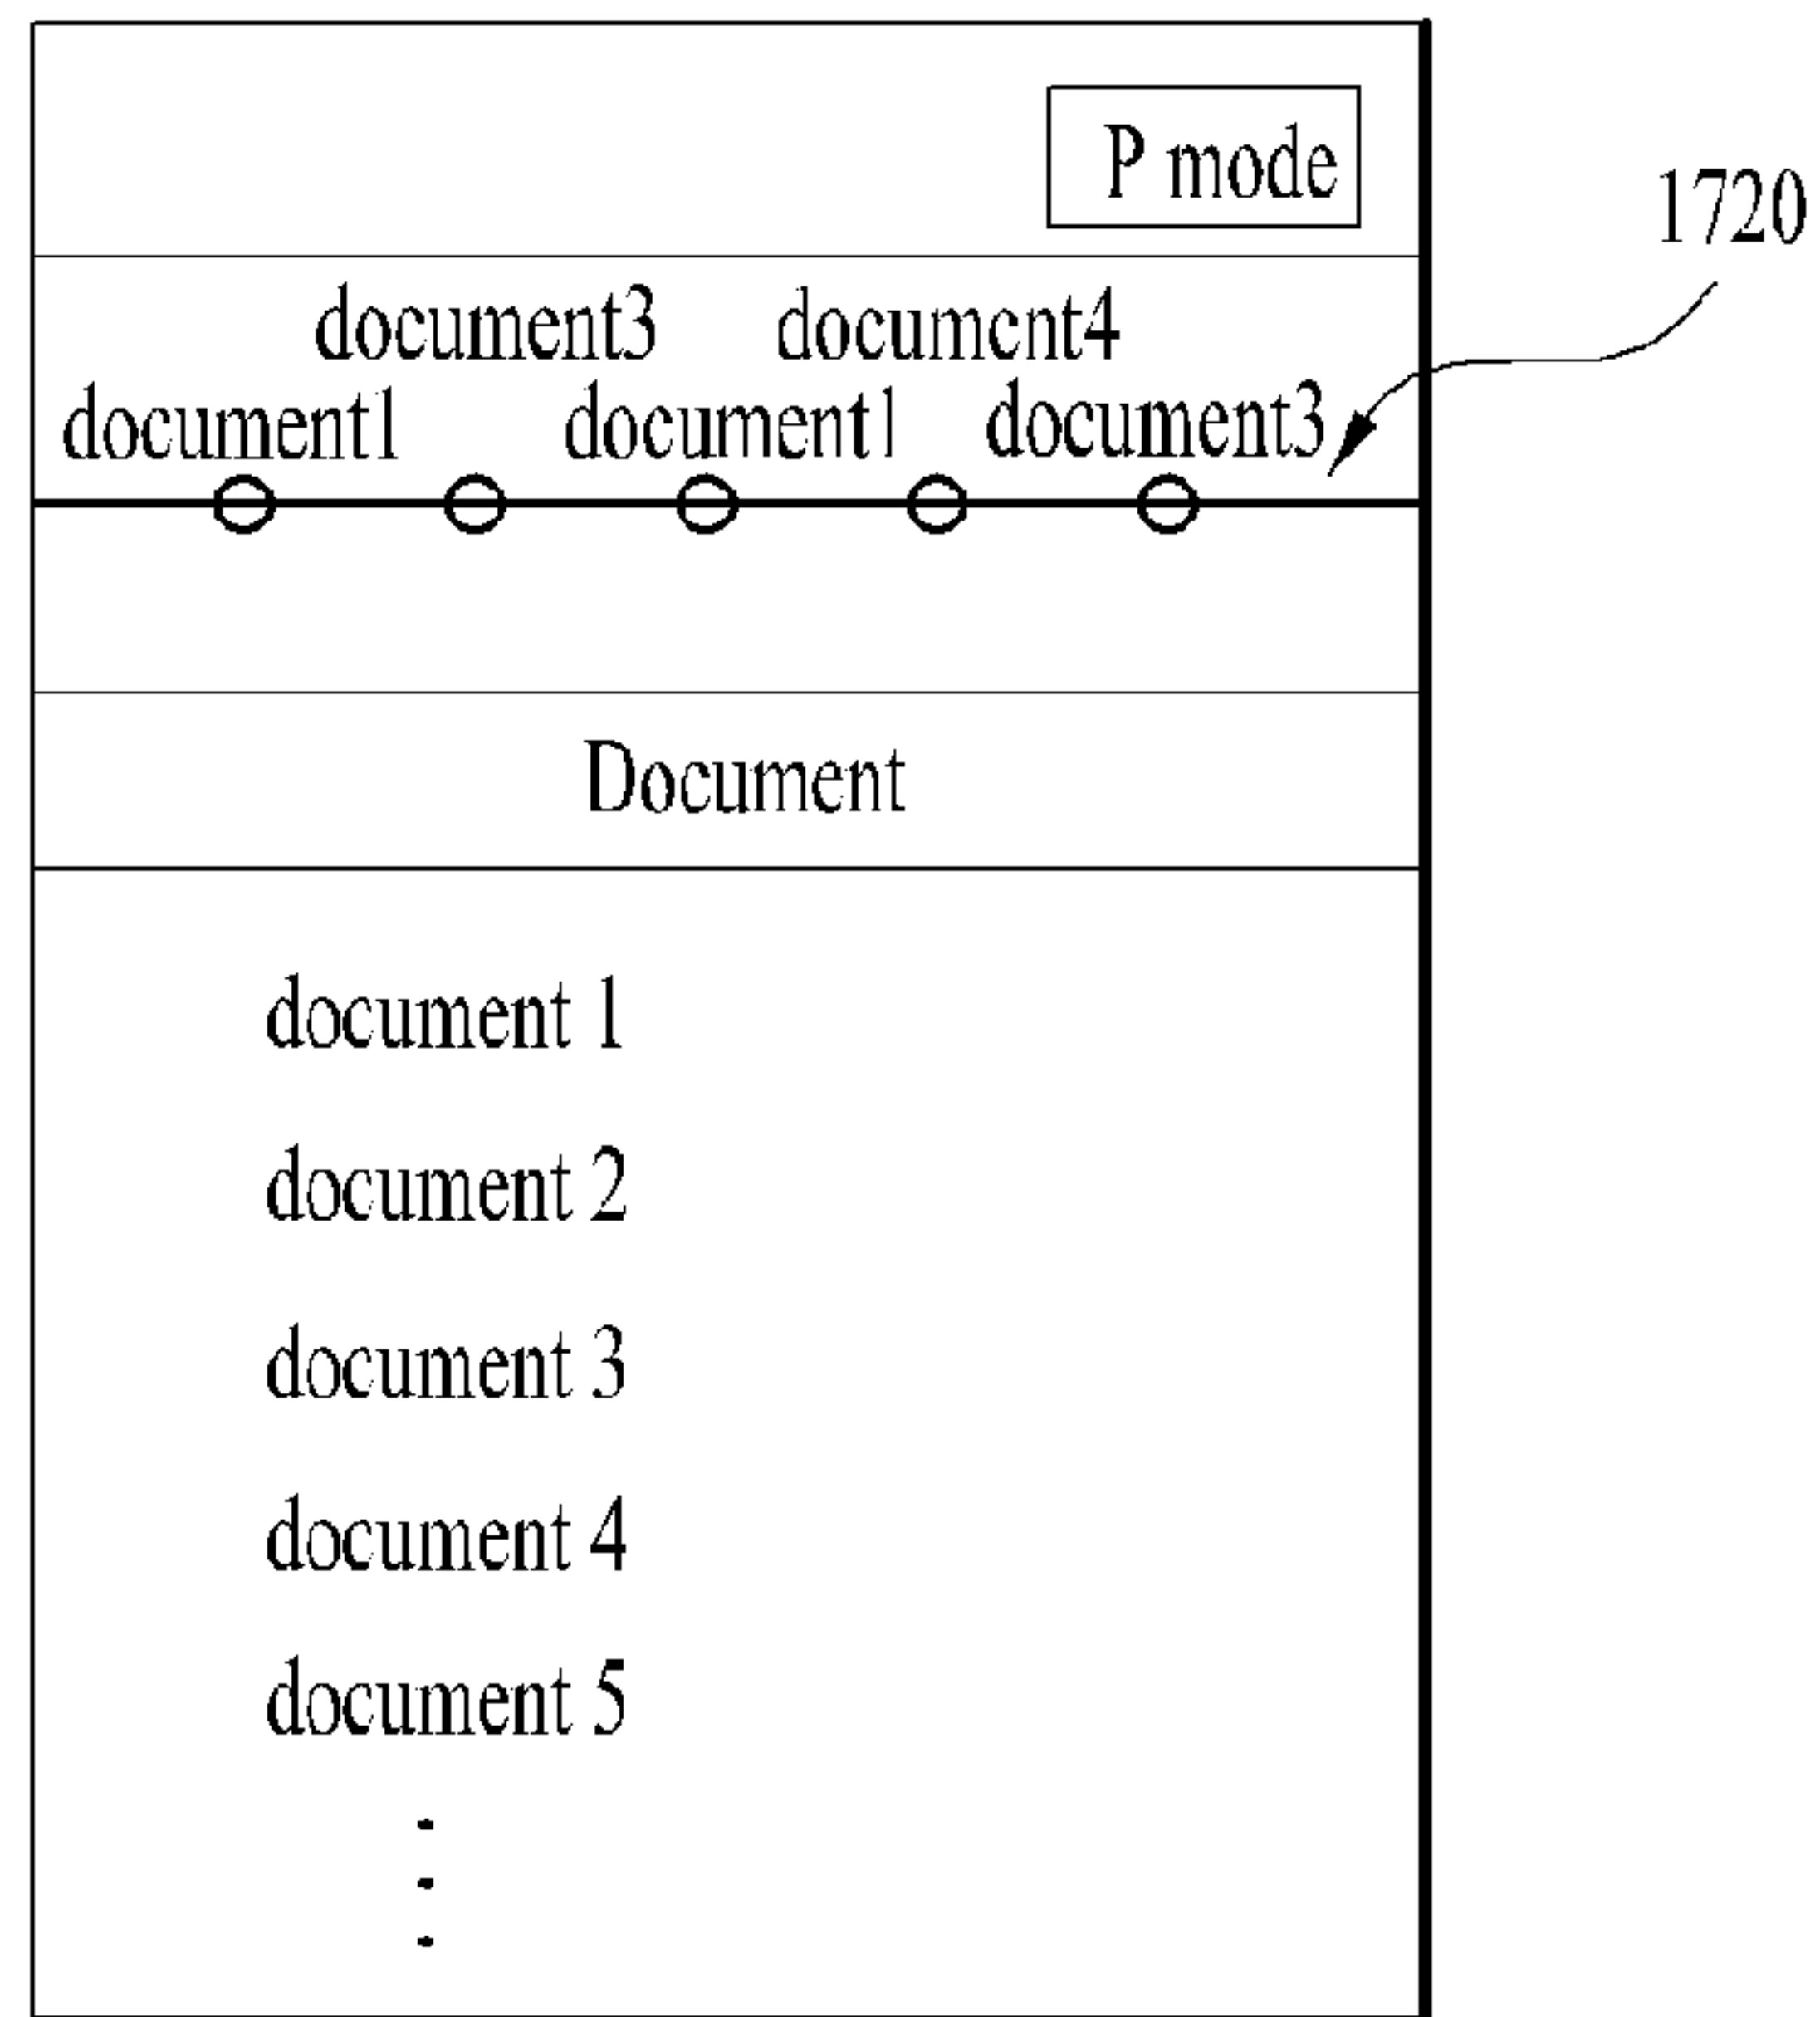 P mode
1720
document3 document4
document1 document1 document3
Document
document 1
document 2
document 3
document 4
document 5